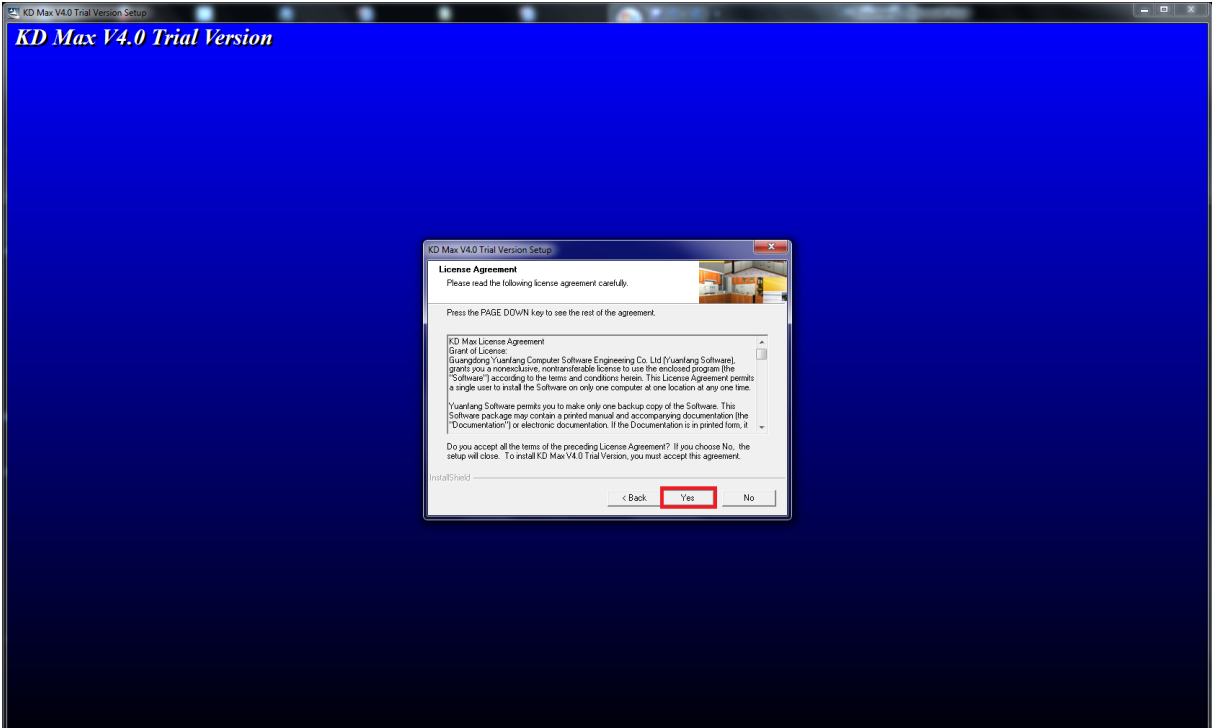 KD Max V4.0 Trial Version Setup
KD Max V4.0 Trial Version
KD Max V4.0 Trial Version Setup
License Agreement
Please read the following license agreement carefully.
Press the PAGE DOWN key to see the rest of the agreement.
KD Max License Agreement
Grant of License:
Guangdong Yuanfang Computer Software Engineering Co. Ltd (Yuanfang Software),
grants you a nonexclusive, nontransferable license to use the enclosed program (the
"Software") according to the terms and conditions herein. This License Agreement permits
a single user to install the Software on only one computer at one location at any one time.
Yuanfang Software permits you to make only one backup copy of the Software. This
Software package may contain a printed manual and accompanying documentation (the
"Documentation") or electronic documentation. If the Documentation is in printed form, it
Do you accept all the terms of the preceding License Agreement? If you choose No, the
setup will close. To install KD Max V4.0 Trial Version, you must accept this agreement.
InstallShield
< Back
Yes
No